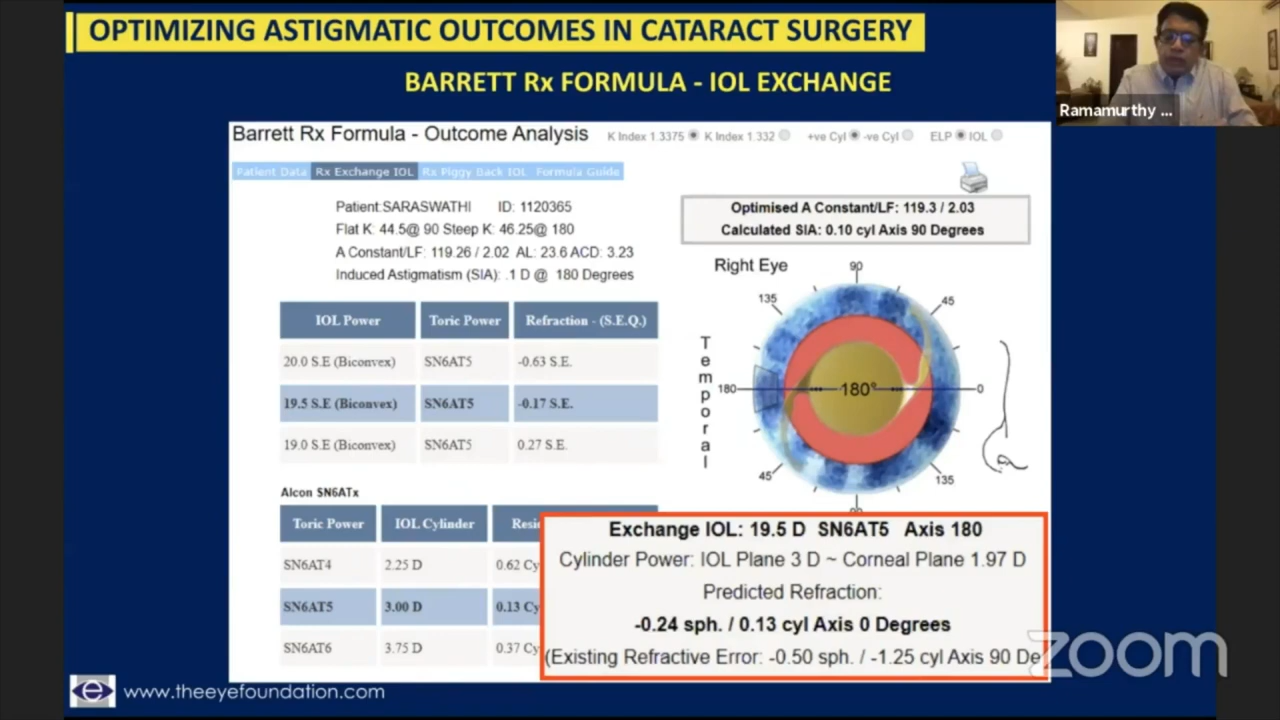 OPTIMIZING ASTIGMATIC OUTCOMES IN CATARACT SURGERY
BARRETT Rx FORMULA - IOL EXCHANGE
Ramamurthy ...
Barrett Rx Formula - Outcome Analysis
K Index 1.3375 K Index 1.332 +ve Cyl -ve Cyl ELP IOL
Patient Data Rx Exchange IOL Rx Piggy Back IOL Formula Guide
Patient:SARASWATHI ID: 1120365
Flat K: 44.5@ 90 Steep K: 46.25@ 180
A Constant/LF: 119.26 / 2.02 AL: 23.6 ACD: 3.23
Induced Astigmatism (SIA): .1 D @ 180 Degrees
Optimised A Constant/LF: 119.3 / 2.03
Calculated SIA: 0.10 cyl Axis 90 Degrees
IOL Power Toric Power Refraction - (S.E.Q.)
20.0 S.E (Biconvex) SN6AT5 -0.63 S.E.
19.5 S.E (Biconvex) SN6AT5 -0.17 S.E.
19.0 S.E (Biconvex) SN6AT5 0.27 S.E.
Right Eye
90
135
45
Temporal
180
180°
0
45
135
90
Alcon SN6ATx
Toric Power IOL Cylinder Resi
SN6AT4 2.25 D 0.62 Cy
SN6AT5 3.00 D 0.13 Cy
SN6AT6 3.75 D 0.37 Cy
Exchange IOL: 19.5 D SN6AT5 Axis 180
Cylinder Power: IOL Plane 3 D ~ Corneal Plane 1.97 D
Predicted Refraction:
-0.24 sph. / 0.13 cyl Axis 0 Degrees
(Existing Refractive Error: -0.50 sph. / -1.25 cyl Axis 90 De
zoom
www.theeyefoundation.com